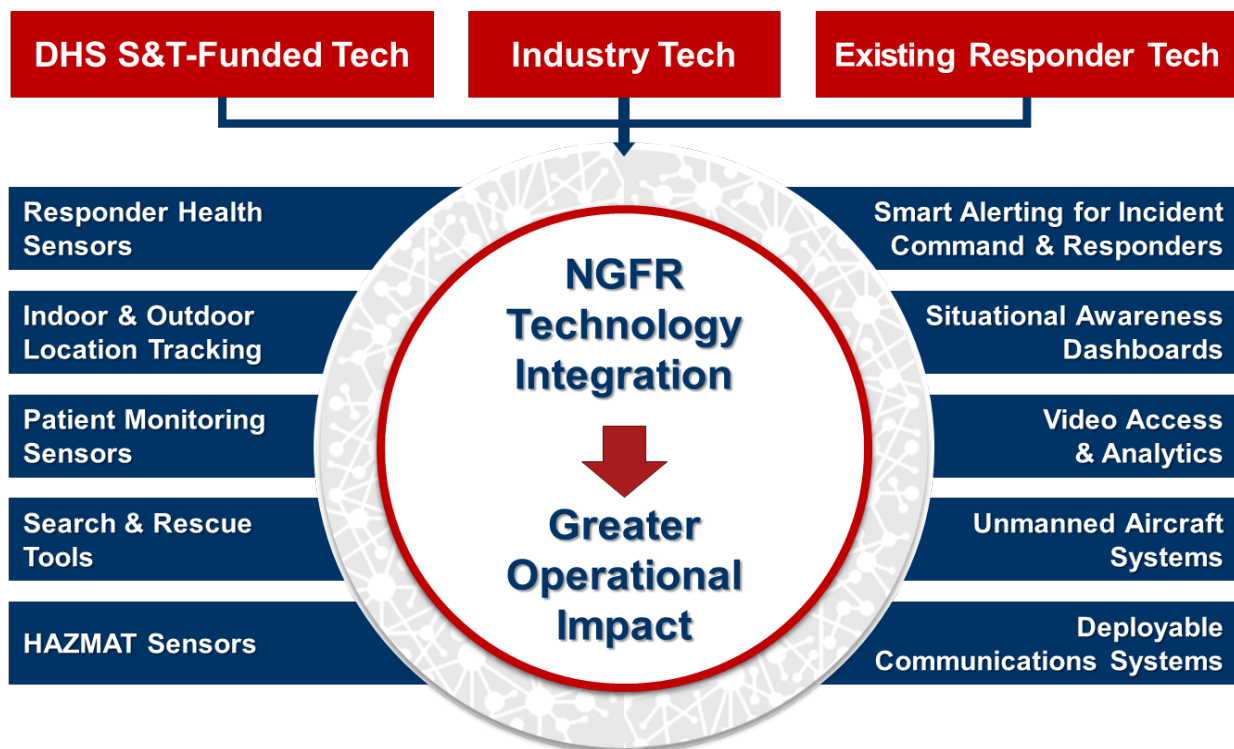 DHS S&T-Funded Tech
Industry Tech
Existing Responder Tech
Responder Health
Sensors
Indoor & Outdoor
Location Tracking
Patient Monitoring
Sensors
Search & Rescue
Tools
HAZMAT Sensors
NGFR
Technology
Integration
Greater
Operational
Impact
Smart Alerting for Incident
Command & Responders
Situational Awareness
Dashboards
Video Access
& Analytics
Unmanned Aircraft
Systems
Deployable
Communications Systems